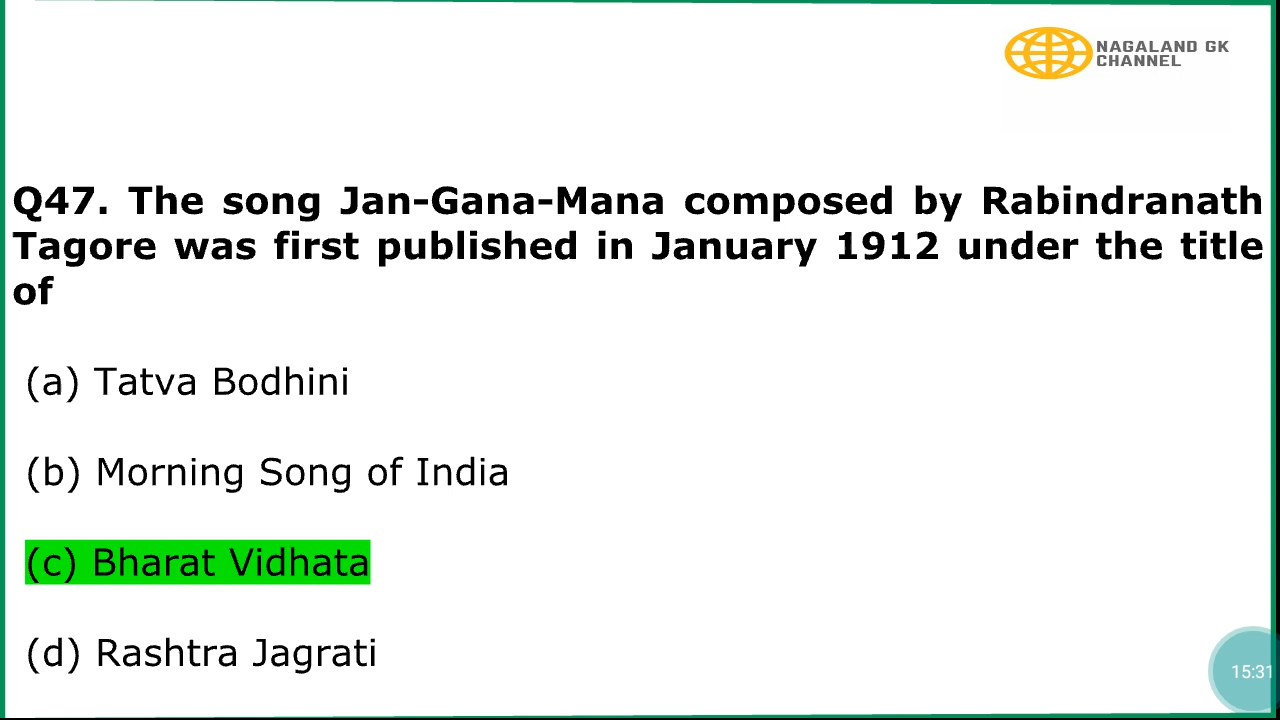 NAGALAND GK
CHANNEL
Q47. The song Jan-Gana-Mana composed by Rabindranath
Tagore was first published in January 1912 under the title
of
(a) Tatva Bodhini
(b) Morning Song of India
(c) Bharat Vidhata
(d) Rashtra Jagrati
15:31